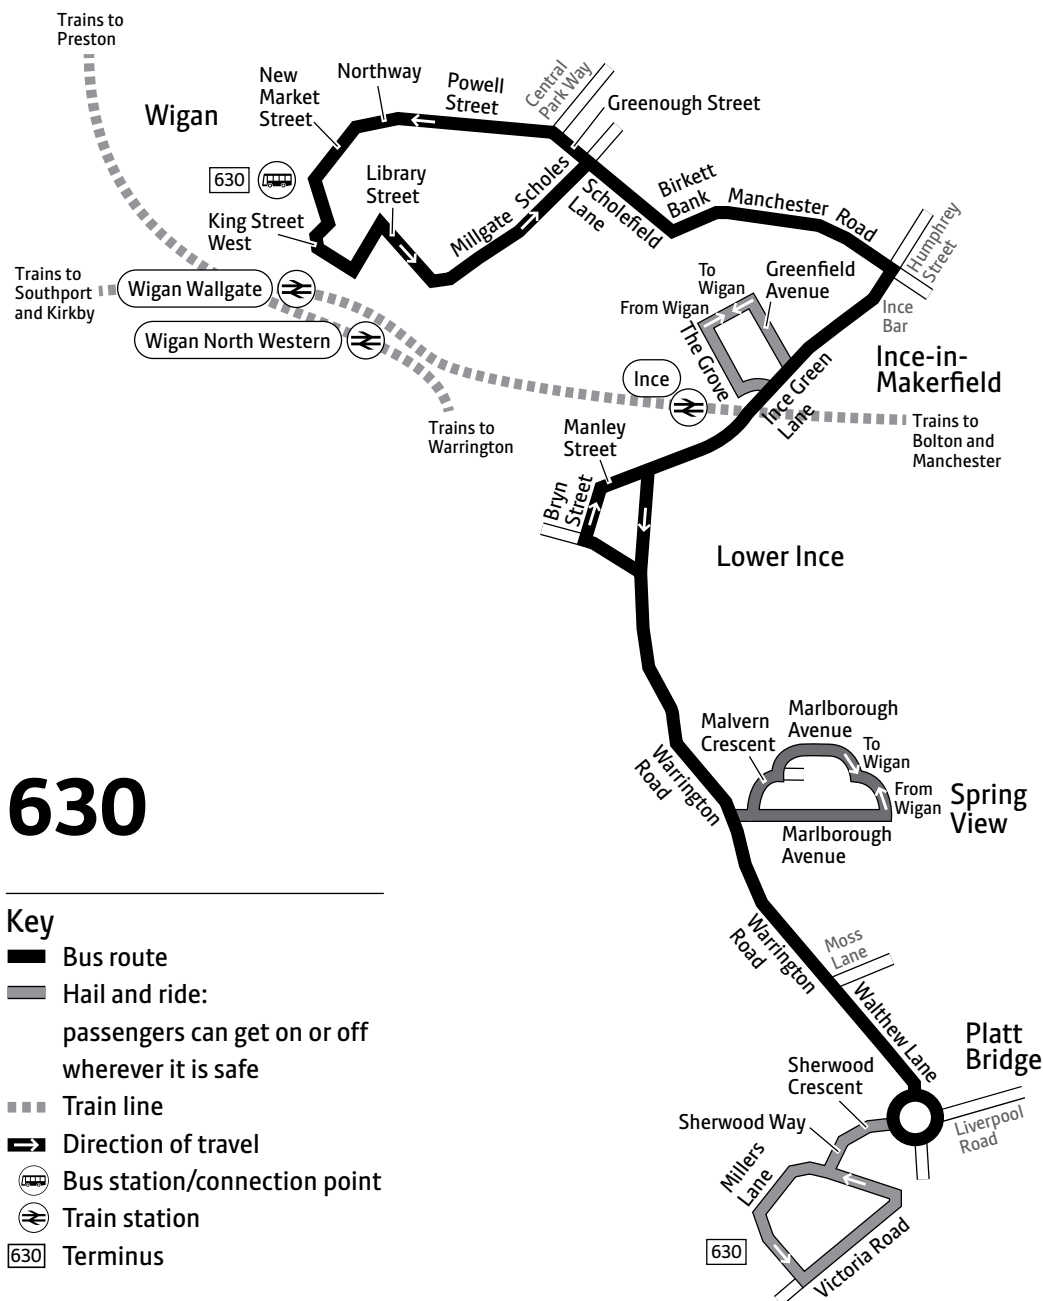 Trains to
Preston
Wigan
New
Market
Street
Northway
Powell
Street
Central
Park Way
Greenough Street
630
Library
Street
King Street
West
Millgate
Scholes
Scholefield
Lane
Birkett
Bank
Manchester Road
Humphrey
Street
Ince
Bar
Trains to
Southport
and Kirkby
Wigan Wallgate
Wigan North Western
To
Wigan
From Wigan
Greenfield
Avenue
The Grove
Ince Green
Lane
Ince-in-
Makerfield
Ince
Trains to
Warrington
Trains to
Bolton and
Manchester
Manley
Street
Bryn
Street
Lower Ince
Warrington
Road
Malvern
Crescent
Marlborough
Avenue
To
Wigan
From
Wigan
Marlborough
Avenue
Spring
View
Warrington
Road
Moss
Lane
Walthew Lane
Platt
Bridge
Sherwood
Crescent
Sherwood Way
Liverpool
Road
Millers
Lane
630
Victoria Road
630
Key
Bus route
Hail and ride:
passengers can get on or off
wherever it is safe
Train line
Direction of travel
Bus station/connection point
Train station
630 Terminus